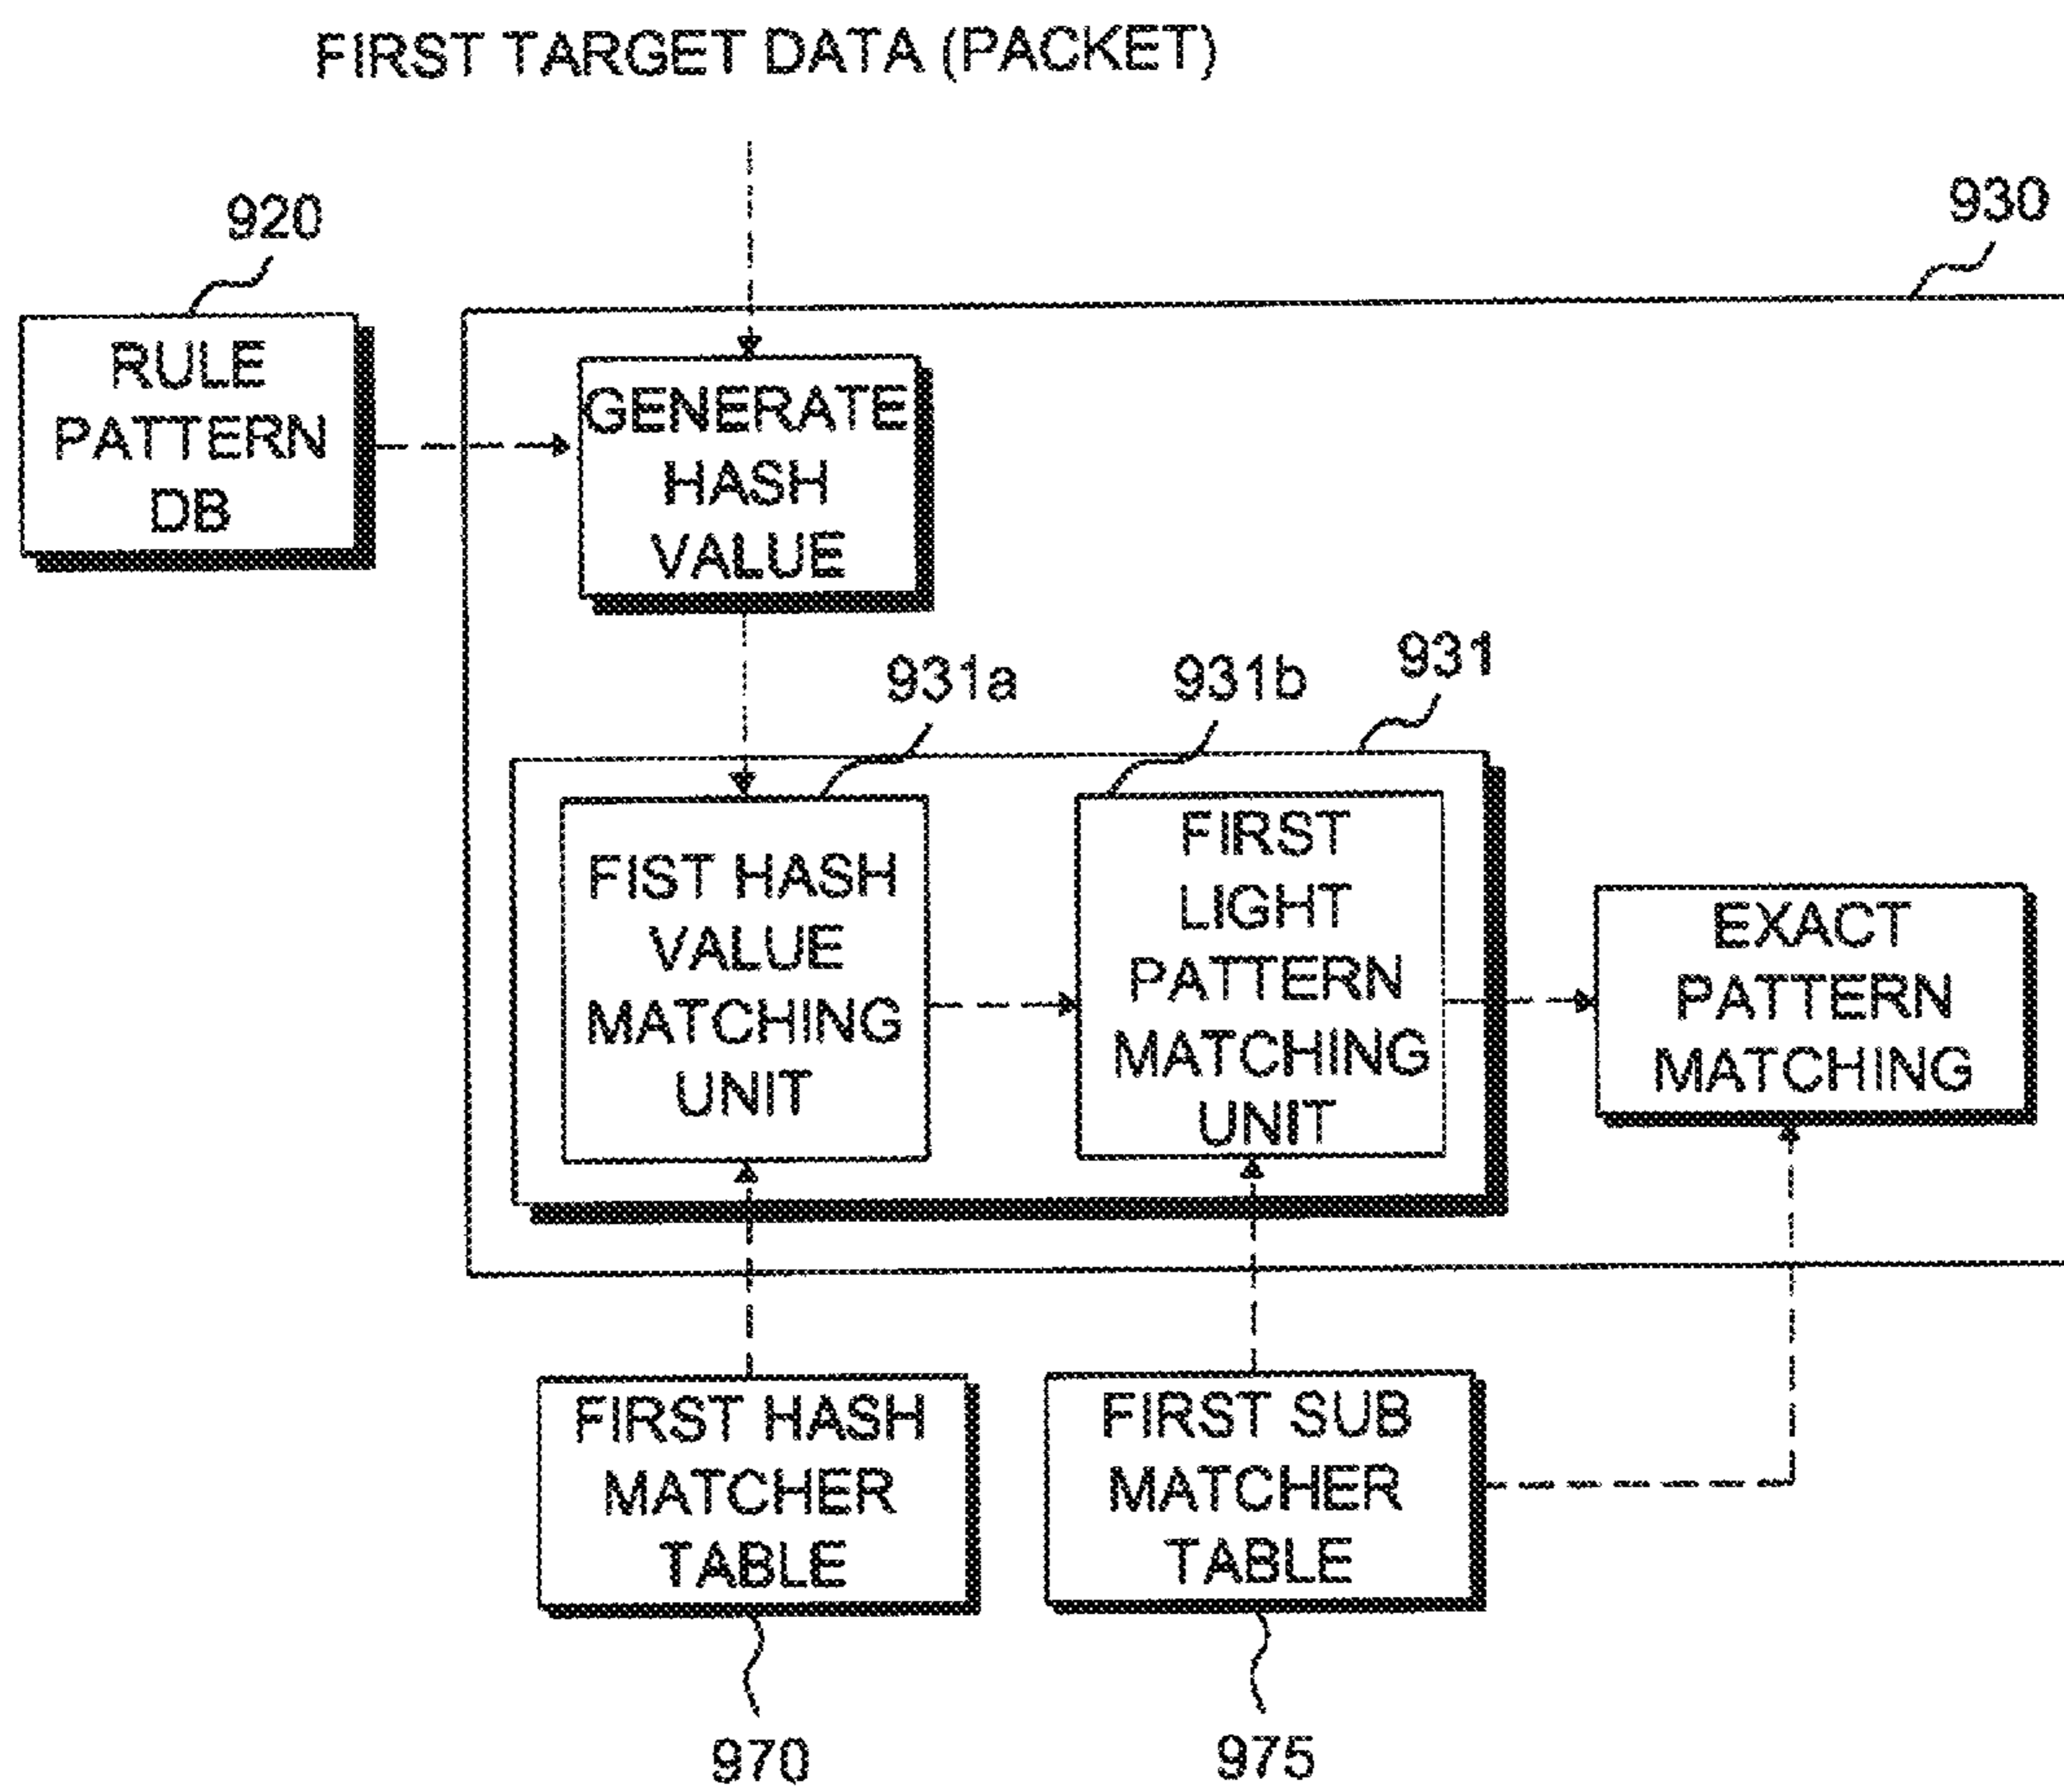 FIRST TARGET DATA (PACKET)
920
930
RULE
PATTERN
DB
GENERATE
HASH
VALUE
931a
931b
931
FIST HASH
VALUE
MATCHING
UNIT
FIRST
LIGHT
PATTERN
MATCHING
UNIT
EXACT
PATTERN
MATCHING
FIRST HASH
MATCHER
TABLE
FIRST SUB
MATCHER
TABLE
970
975